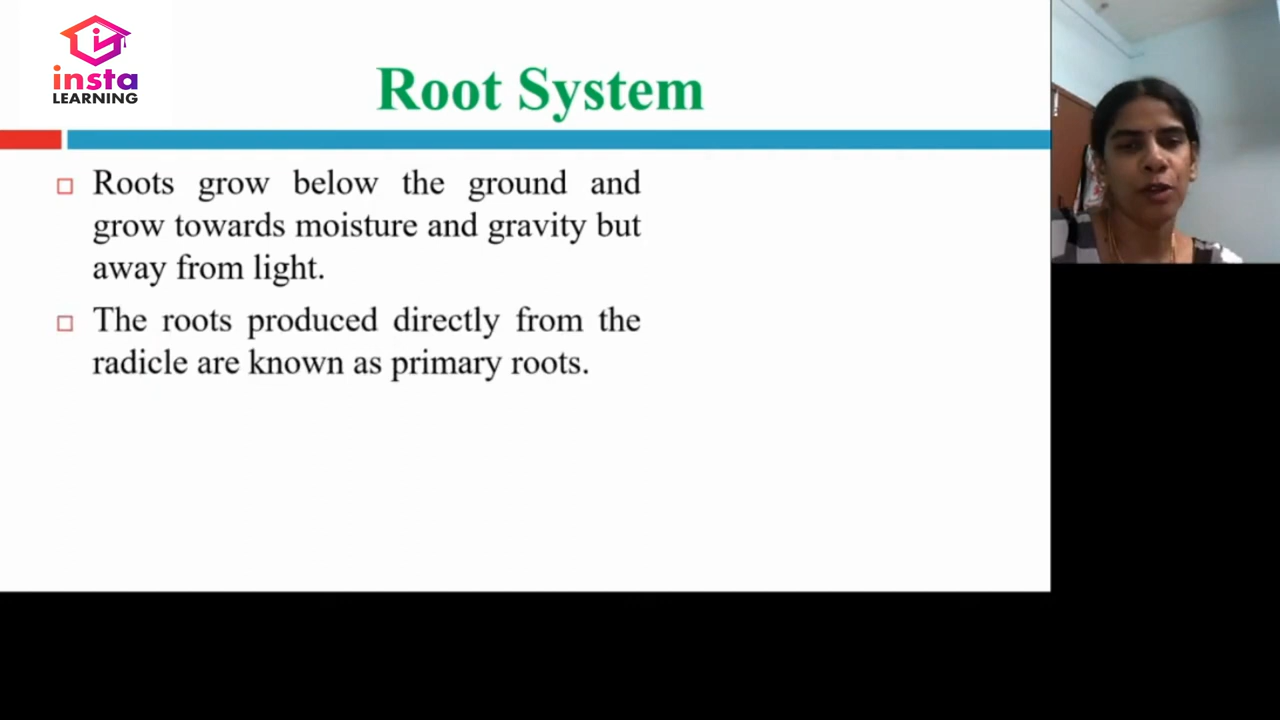 insta
LEARNING
Root System
Roots grow below the ground and
grow towards moisture and gravity but
away from light.
The roots produced directly from the
radicle are known as primary roots.